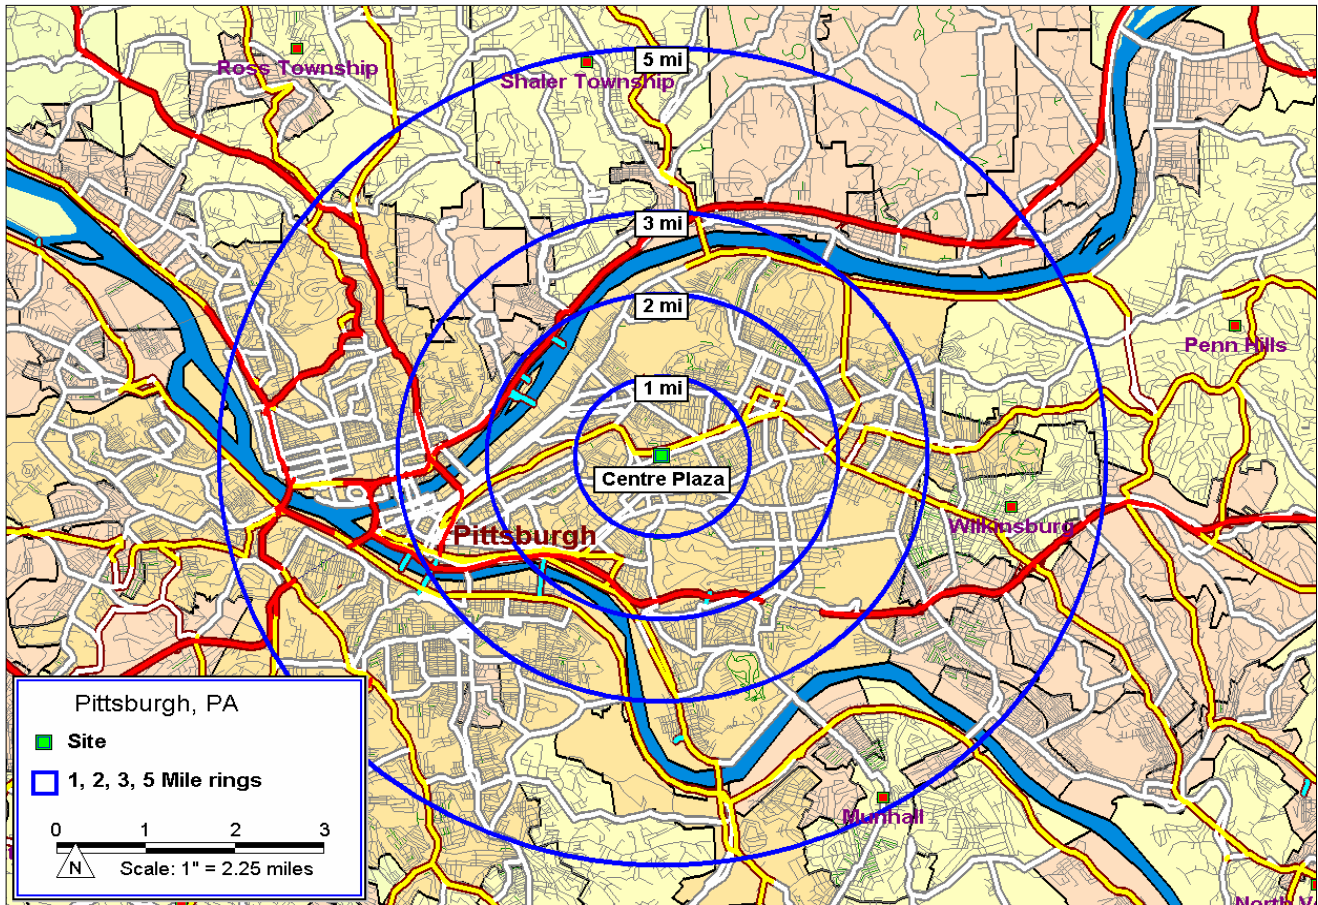 5 mi
Ross Township
Shaler Township
3 mi
2 mi
Penn Hills
1 mi
Centre Plaza
Wilkinsburg
Pittsburgh
Pittsburgh, PA
Site
1, 2, 3, 5 Mile rings
Munhall
0 1 2 3
N Scale: 1" = 2.25 miles
North